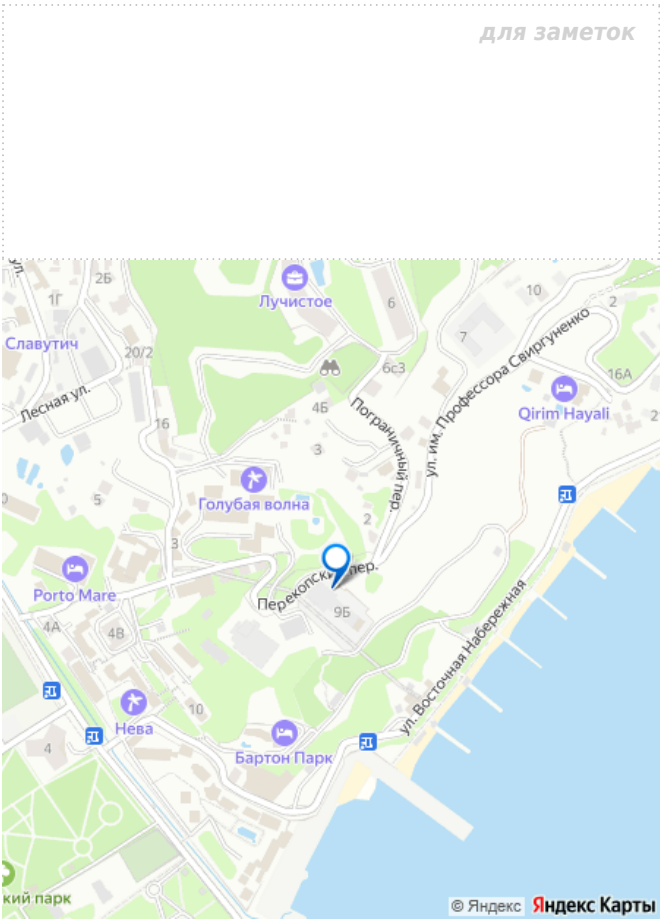 для заметок
ул.
2Б
1Г
Лучистое
6
10
2
Славутич
7
20/2
6с3
ул. им. Профессора Свиргуненко
16А
Лесная ул.
4Б
Qirim Hayali
16
Пограничный пер.
2
3
Голубая волна
5
2
3
Перекопский пер.
Porto Mare
9Б
4А
4В
ул. Восточная Набережная
10
Нева
4
Бартон Парк
кий парк
© Яндекс Яндекс Карты